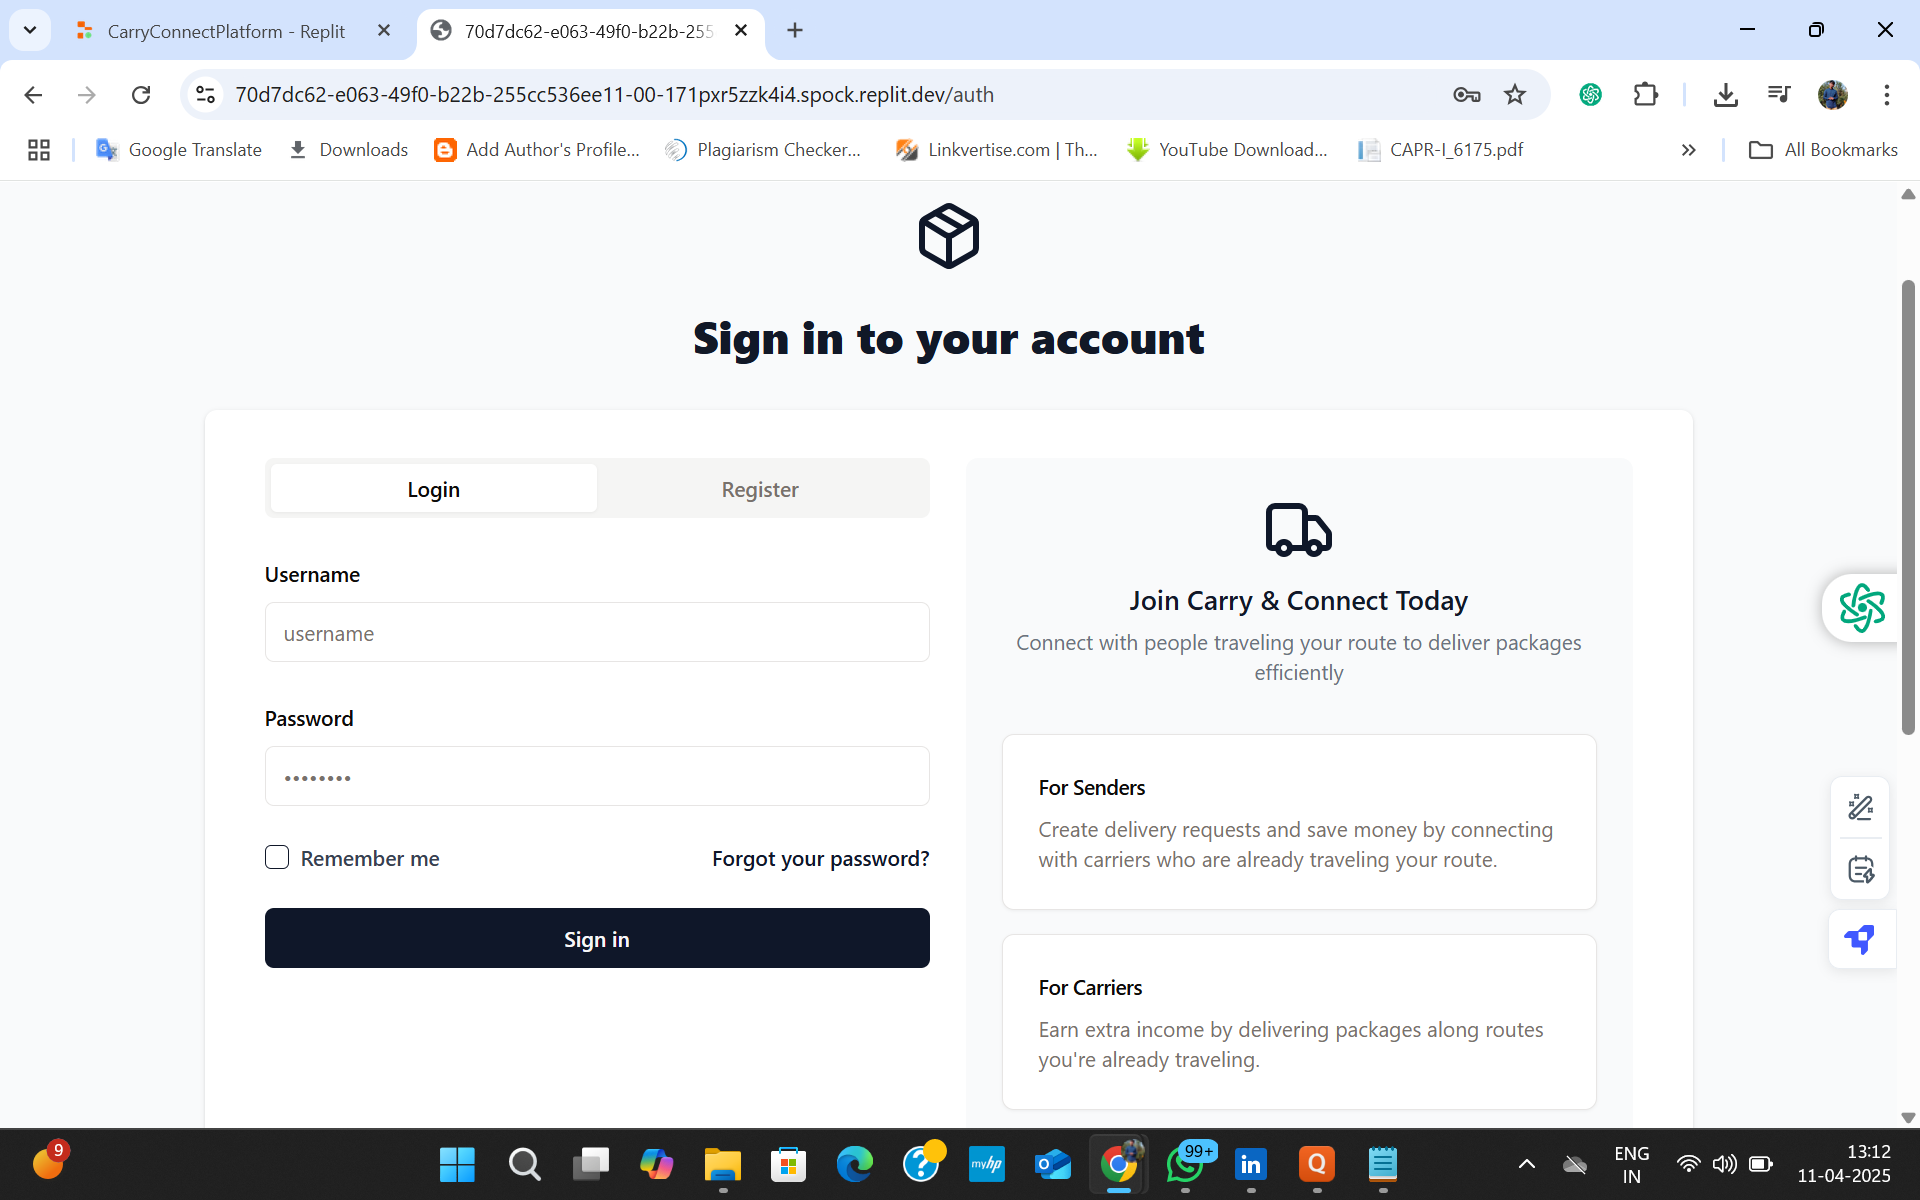 CarryConnectPlatform - Replit
70d7dc62-e063-49f0-b22b-255
70d7dc62-e063-49f0-b22b-255cc536ee11-00-171pxr5zzk4i4.spock.replit.dev/auth
Google Translate
Downloads
Add Author's Profile...
Plagiarism Checker...
Linkvertise.com | Th...
YouTube Download...
CAPR-I_6175.pdf
All Bookmarks
Sign in to your account
Login
Register
Username
username
Password
••••••••
Remember me
Forgot your password?
Sign in
Join Carry & Connect Today
Connect with people traveling your route to deliver packages
efficiently
For Senders
Create delivery requests and save money by connecting
with carriers who are already traveling your route.
For Carriers
Earn extra income by delivering packages along routes
you're already traveling.
9
myhp
99+
in
Q
ENG
IN
13:12
11-04-2025